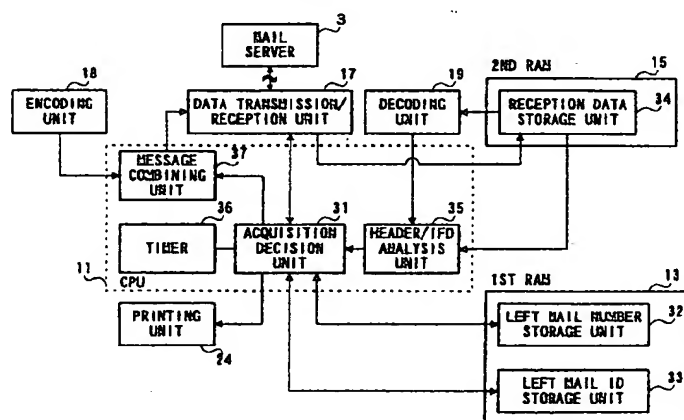 3
MAIL
SERVER
18
17
19
2ND RAM
15
ENCODING
UNIT
DATA TRANSMISSION/
RECEPTION UNIT
DECODING
UNIT
RECEPTION DATA
STORAGE UNIT
34
MESSAGE
COMBINING
UNIT
37
36
31
35
TIMER
ACQUISITION
DECISION
UNIT
HEADER/IFD
ANALYSIS
UNIT
11
CPU
1ST RAM
13
PRINTING
UNIT
24
LEFT MAIL NUMBER
STORAGE UNIT
32
LEFT MAIL ID
STORAGE UNIT
33